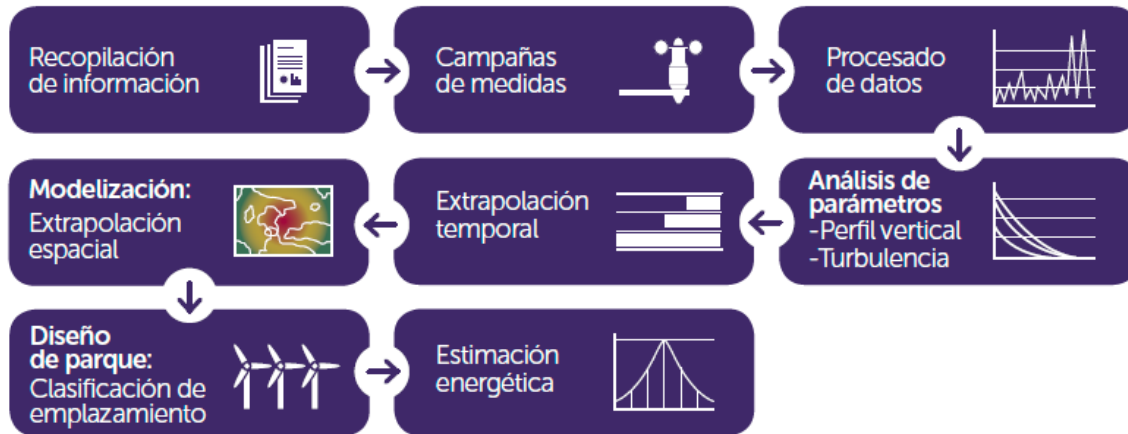 Recopilación
de información
Campañas
de medidas
Procesado
de datos
Análisis de
parámetros
-Perfil vertical
-Turbulencia
Extrapolación
temporal
Modelización:
Extrapolación
espacial
Diseño
de parque:
Clasificación de
emplazamiento
Estimación
energética